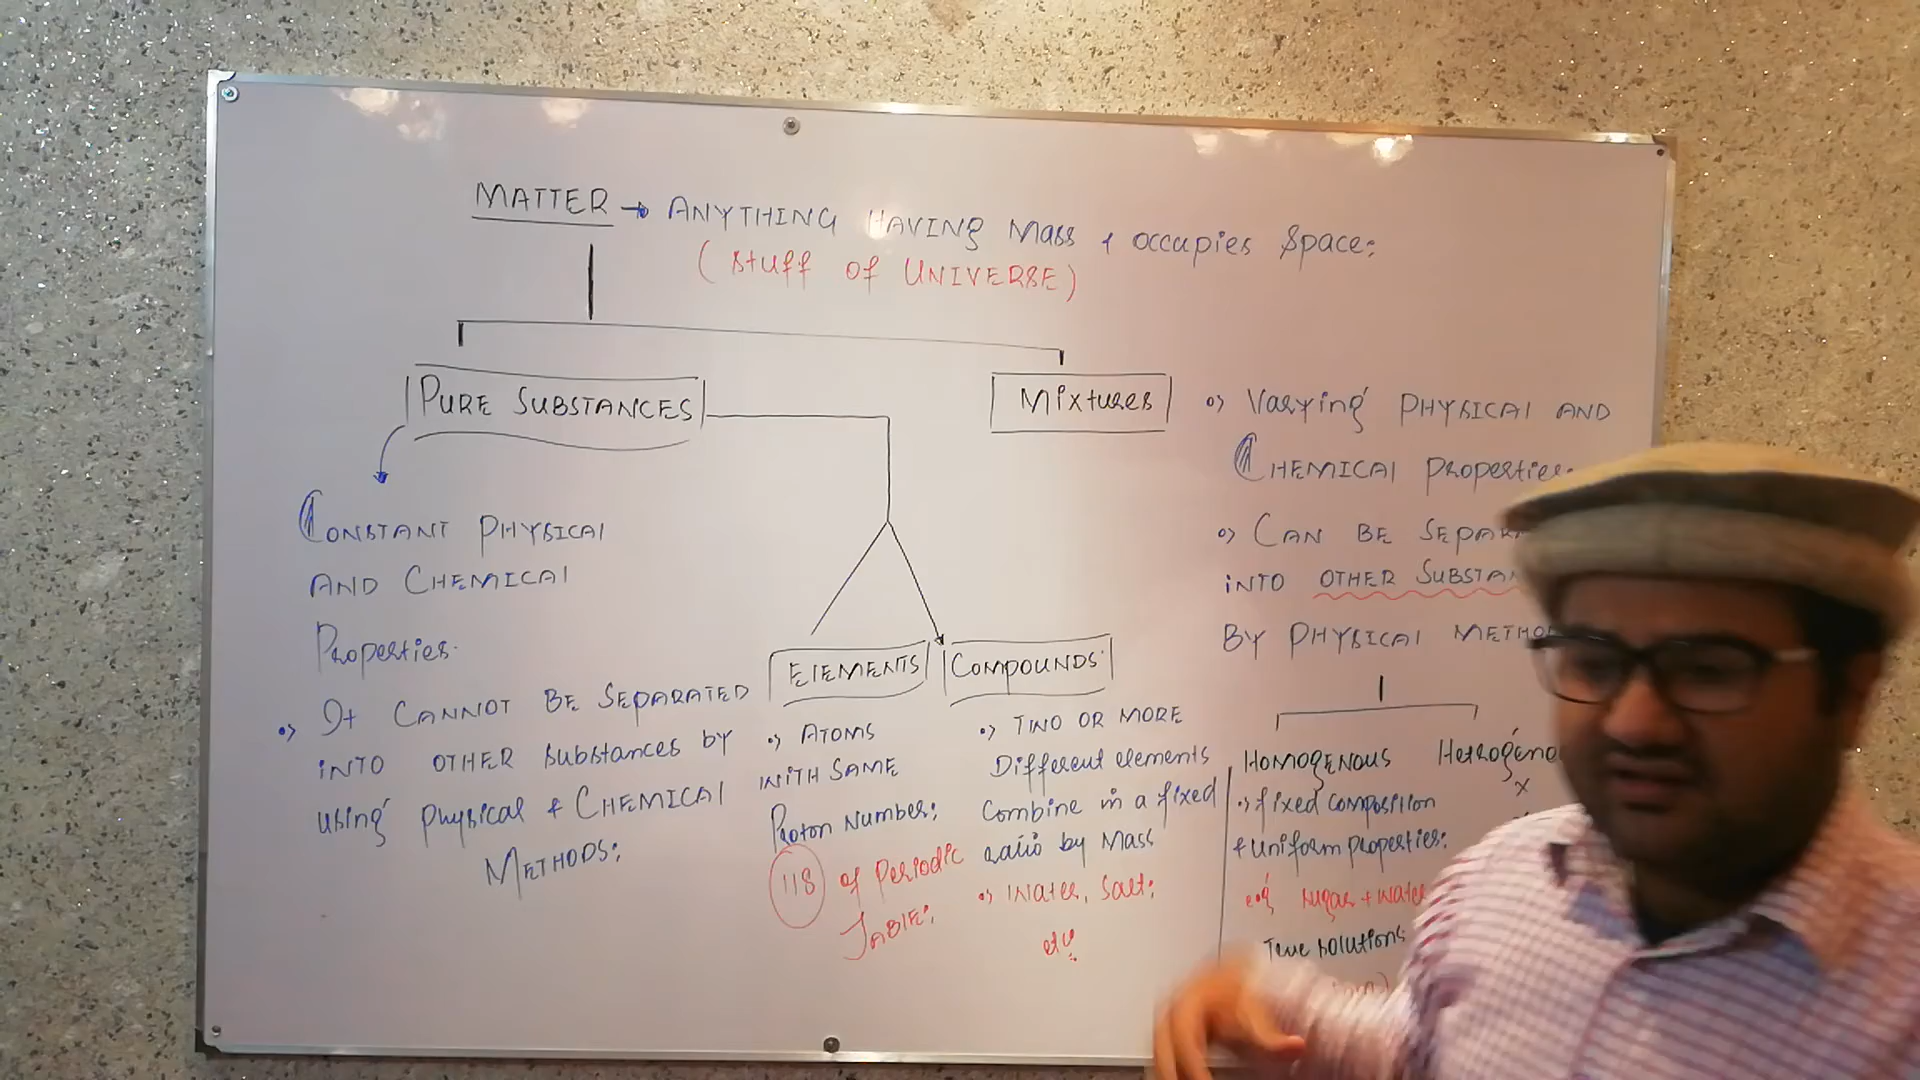 MATTER → ANYTHING HAVING Mass + occupies Space:
(stuff of UNIVERSE)
PURE SUBSTANCES
Mixtures
CONSTANT PHYSICAL
AND CHEMICAL
Properties.
It CANNOT BE SEPARATED
INTO OTHER substances by
using physical + CHEMICAL
METHODS:
ELEMENTS
ATOMS
WITH SAME
Proton Number:
118 of Periodic
TABLE:
COMPOUNDS:
TWO OR MORE
Different elements
Combine in a fixed
ratio by Mass
Water, Salt:
etc
Varying PHYSICAL AND
CHEMICAL properties:
CAN BE
INTO OTHER
BY PHYSICAL
HOMOGENOUS
fixed composition
+ uniform properties:
e.g sugar + water
True solutions